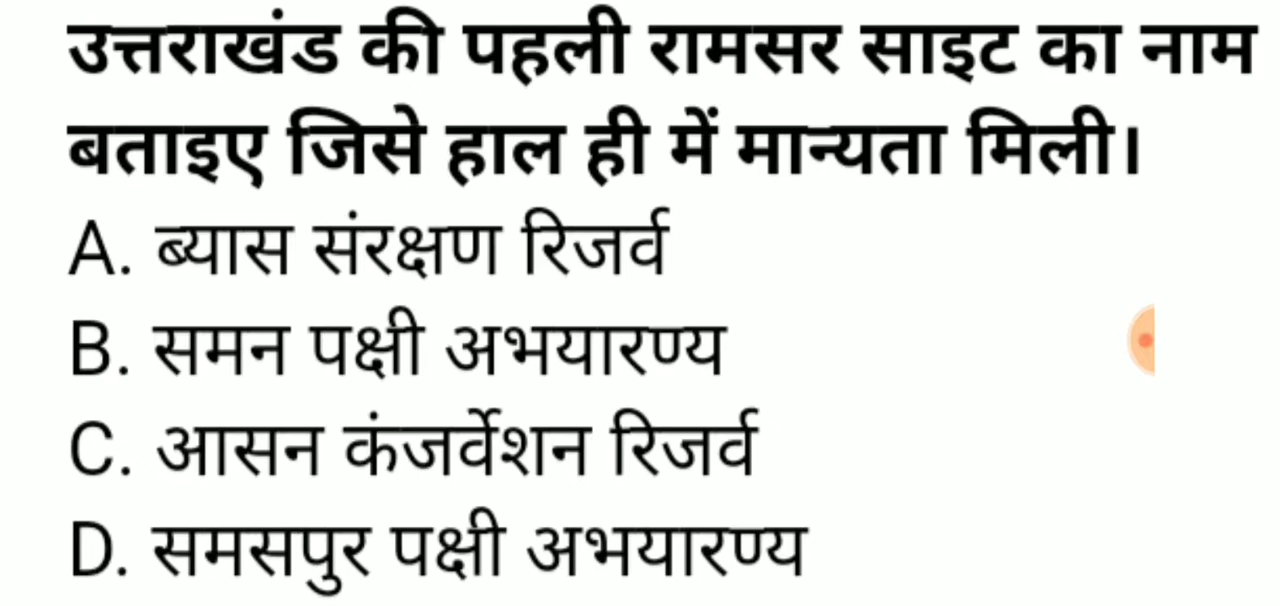 उत्तराखंड की पहली रामसर साइट का नाम
बताइए जिसे हाल ही में मान्यता मिली।
A. ब्यास संरक्षण रिजर्व
B. समन पक्षी अभयारण्य
C. आसन कंजर्वेशन रिजर्व
D. समसपुर पक्षी अभयारण्य